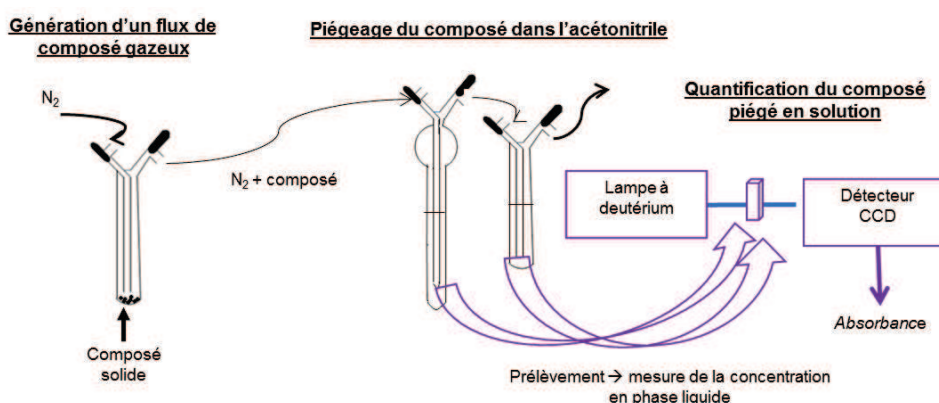 Génération d'un flux de
composé gazeux
Piégeage du composé dans l'acétonitrile
Quantification du composé
piégé en solution
N2
N2 + composé
Lampe à
deutérium
Détecteur
CCD
Absorbance
Composé
solide
Prélèvement → mesure de la concentration
en phase liquide